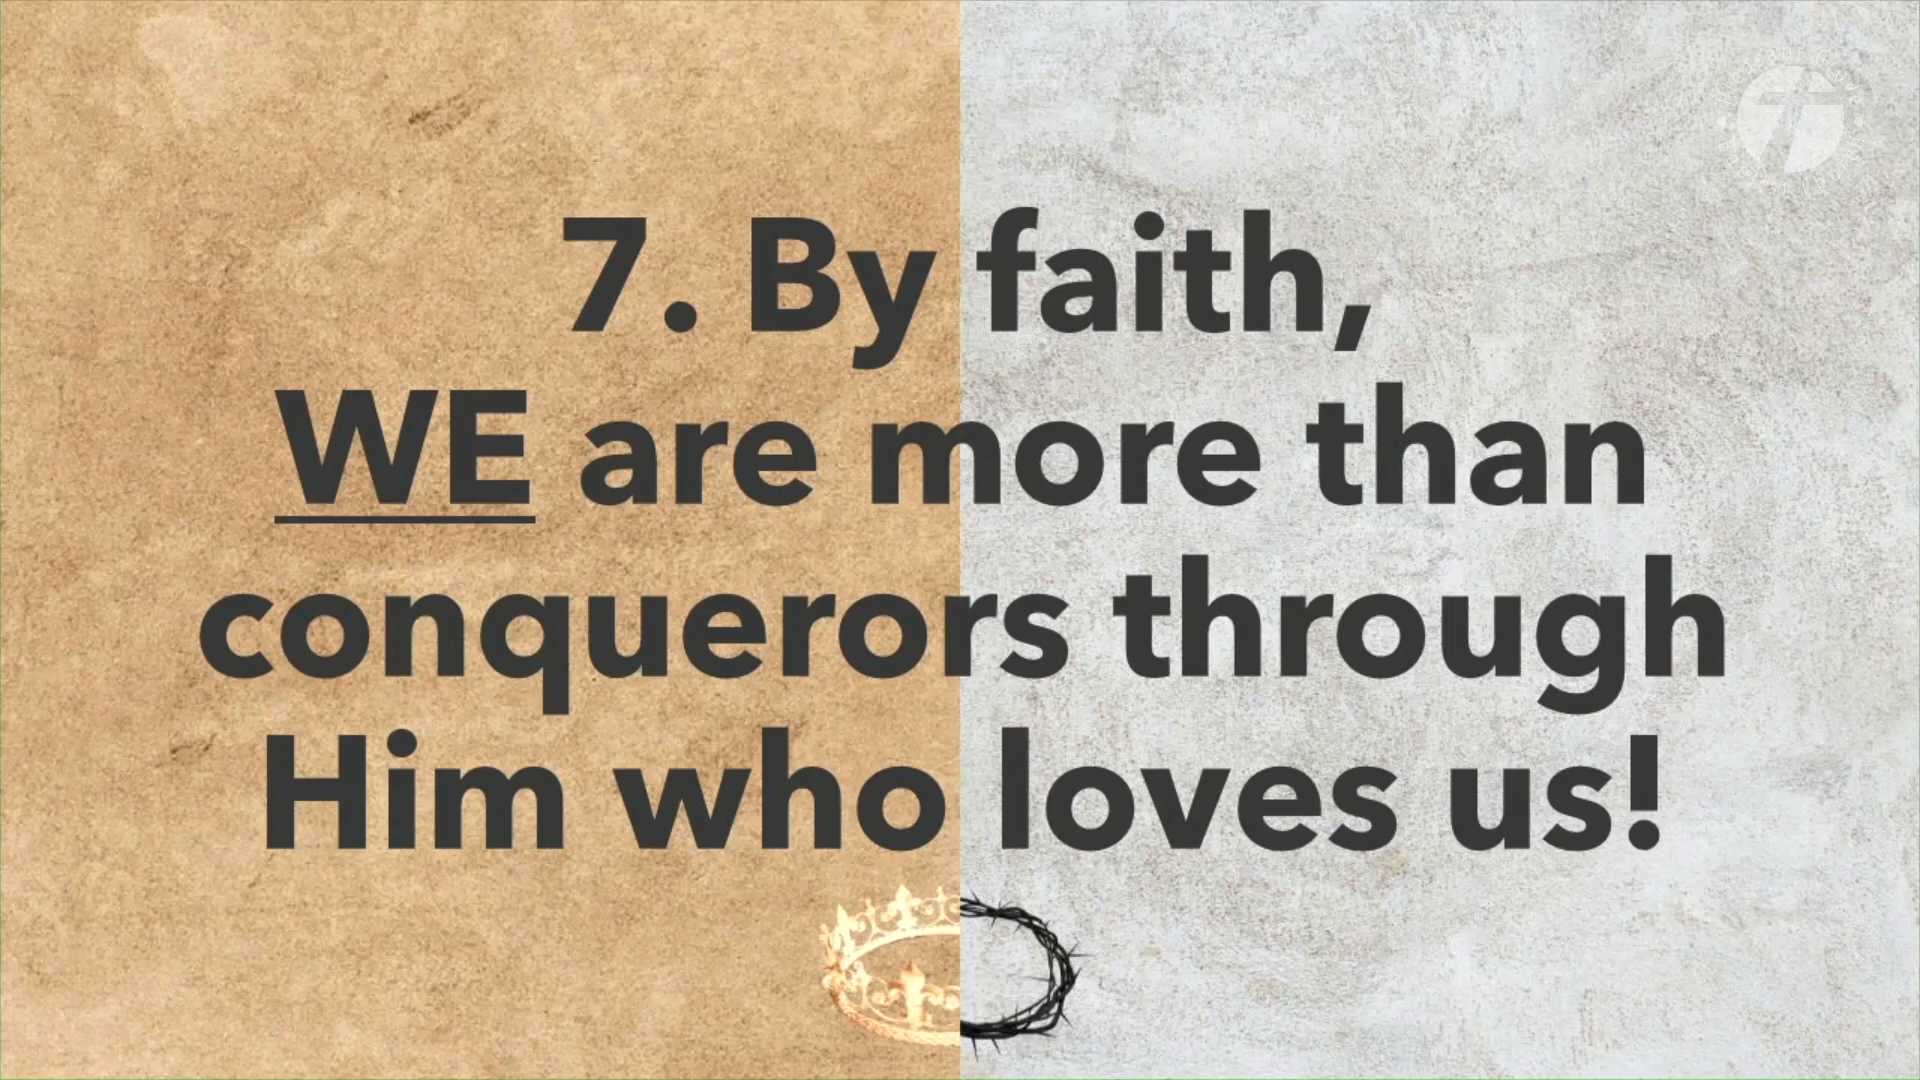 7. By faith,
WE are more than
conquerors through
Him who loves us!